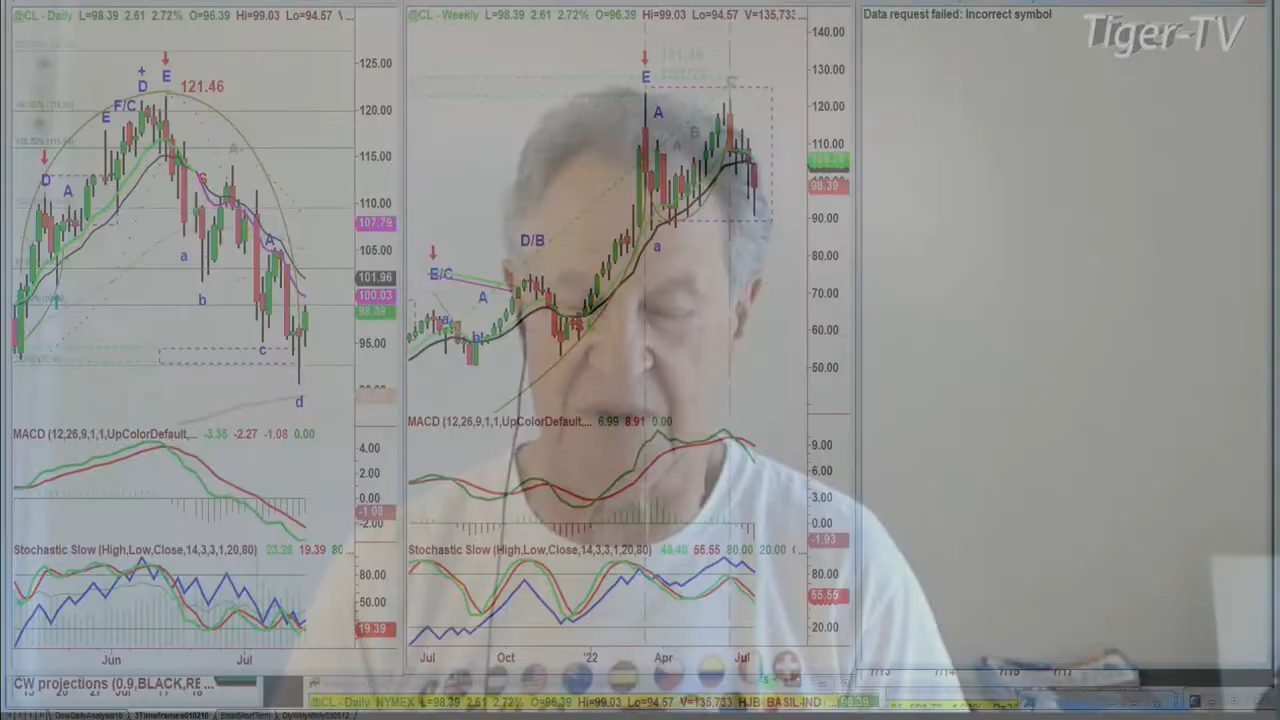 @CL - Daily L=98.39 2.61 2.72% O=96.39 Hi=99.03 Lo=94.57 V...
@CL - Weekly L=98.39 2.61 2.72% O=96.39 Hi=99.03 Lo=94.57 V=135,733...
Data request failed: Incorrect symbol
Tiger-TV
121.46
E
+
D
F/C
E
D
A
A
S
A
a
b
c
d
125.00
120.00
115.00
110.00
107.79
105.00
101.96
100.03
98.39
95.00
E
A
B
A
a
D/B
E/C
A
a
b
S
140.00
130.00
120.00
110.00
98.39
90.00
80.00
70.00
60.00
50.00
MACD (12,26,9,1,1,UpColorDefault,... -3.35 -2.27 -1.08 0.00
4.00
2.00
0.00
-1.08
-2.00
MACD (12,26,9,1,1,UpColorDefault,... 6.99 8.91 0.00
9.00
6.00
3.00
0.00
-1.93
Stochastic Slow (High,Low,Close,14,3,3,1,20,80) 23.28 19.39 80...
80.00
50.00
19.39
Stochastic Slow (High,Low,Close,14,3,3,1,20,80) 48.40 55.55 80.00 20.00 (...
80.00
55.55
20.00
Jun Jul
Jul Oct '22 Apr Jul
CW projections (0.9,BLACK,RE...
@CL - Daily NYMEX L=98.39 2.61 2.72% O=96.39 Hi=99.03 Lo=94.57 V=135,733
3Timeframes010210